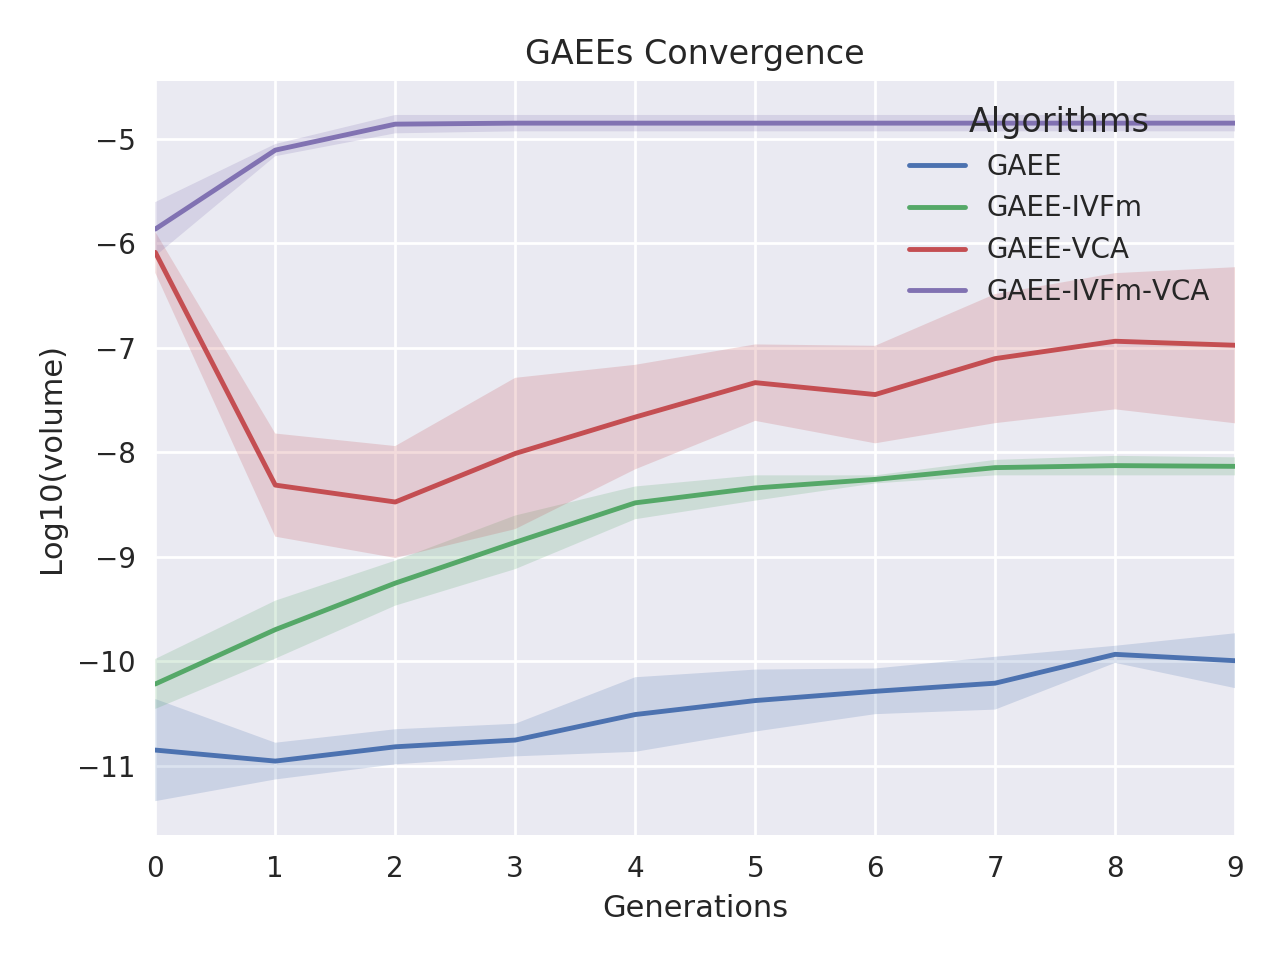 GAEEs Convergence
Algorithms
GAEE
GAEE-IVFm
GAEE-VCA
GAEE-IVFm-VCA
Log10(volume)
−5
−6
−7
−8
−9
−10
−11
0 1 2 3 4 5 6 7 8 9
Generations